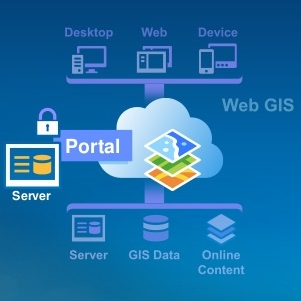 Desktop Web Device
Web GIS
Portal
Server
Server GIS Data Online
Content